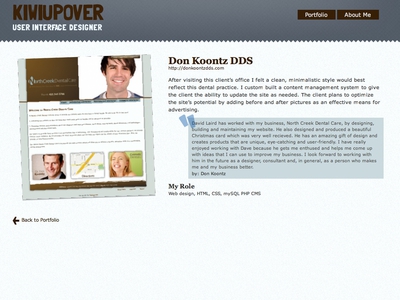 KIWIUPOVER
USER INTERFACE DESIGNER
Portfolio
About Me
Don Koontz DDS
http://donkoontzdds.com
After visiting this client's office I felt a clean, minimalistic style would best
reflect this dental practice. I custom built a content management system to give
the client the ability to update the site as needed. The client plans to optimize
the site's potential by adding before and after pictures as an effective means for
advertising.
David Laird has worked with my business, North Creek Dental Care, by designing,
building and maintaining my website. He also designed and produced a beautiful
Christmas card which was very well received. He has an amazing gift of design and
creates products that are unique, eye-catching and user-friendly. I have really
enjoyed working with Dave because he gets me enthused and helps me come up
with ideas that I can use to improve my business. I look forward to working with
him in the future as a designer, consultant and, in general, as a person who makes
me and my business better.
by: Don Koontz
My Role
Web design, HTML, CSS, mySQL PHP CMS
Back to Portfolio